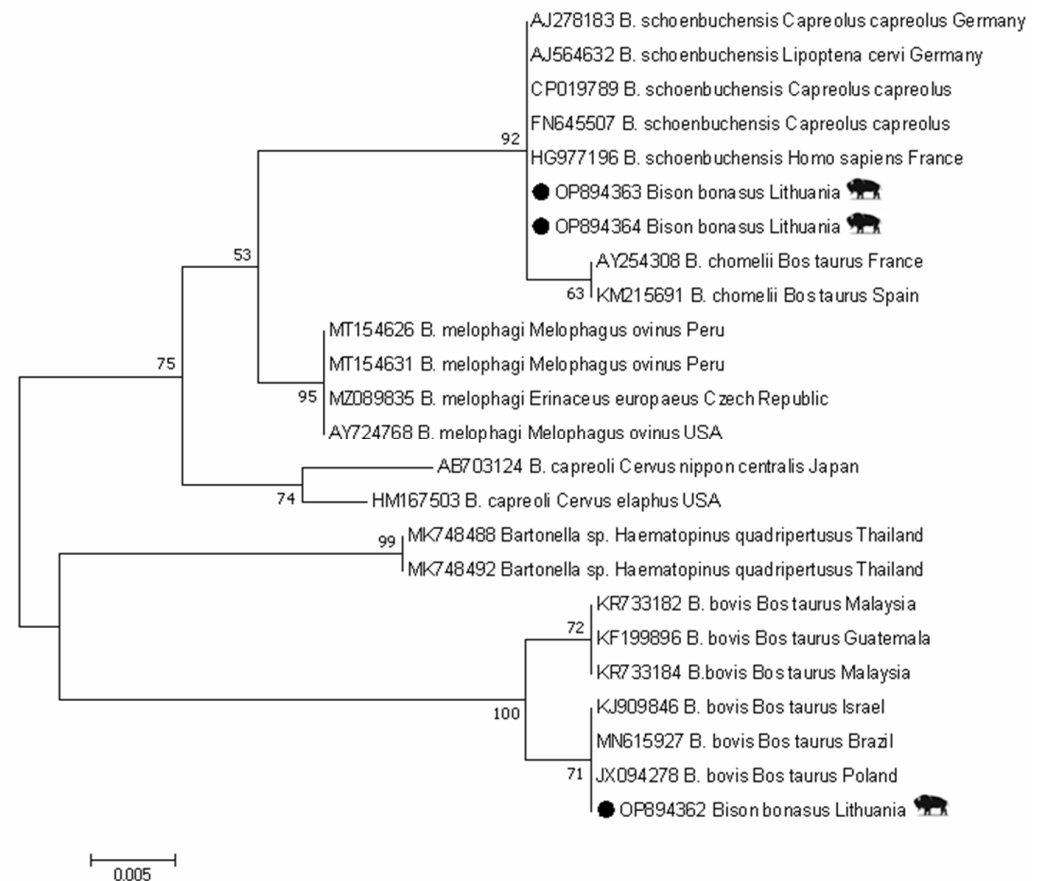 AJ278183 B. schoenbuchensis Capreolus capreolus Germany
AJ564632 B. schoenbuchensis Lipoptena cervi Germany
CP019789 B. schoenbuchensis Capreolus capreolus
FN645507 B. schoenbuchensis Capreolus capreolus
92
HG977196 B. schoenbuchensis Homo sapiens France
OP894363 Bison bonasus Lithuania
OP894364 Bison bonasus Lithuania
53
AY254308 B. chomelii Bos taurus France
63
KM215691 B. chomelii Bos taurus Spain
MT154626 B. melophagi Melophagus ovinus Peru
75
MT154631 B. melophagi Melophagus ovinus Peru
95
MZ089835 B. melophagi Erinaceus europaeus Czech Republic
AY724768 B. melophagi Melophagus ovinus USA
AB703124 B. capreoli Cervus nippon centralis Japan
74
HM167503 B. capreoli Cervus elaphus USA
99
MK748488 Bartonella sp. Haematopinus quadripertusus Thailand
MK748492 Bartonella sp. Haematopinus quadripertusus Thailand
KR733182 B. bovis Bos taurus Malaysia
72
KF199896 B. bovis Bos taurus Guatemala
KR733184 B.bovis Bos taurus Malaysia
100
KJ909846 B. bovis Bos taurus Israel
MN615927 B. bovis Bos taurus Brazil
71
JX094278 B. bovis Bos taurus Poland
OP894362 Bison bonasus Lithuania
0.005